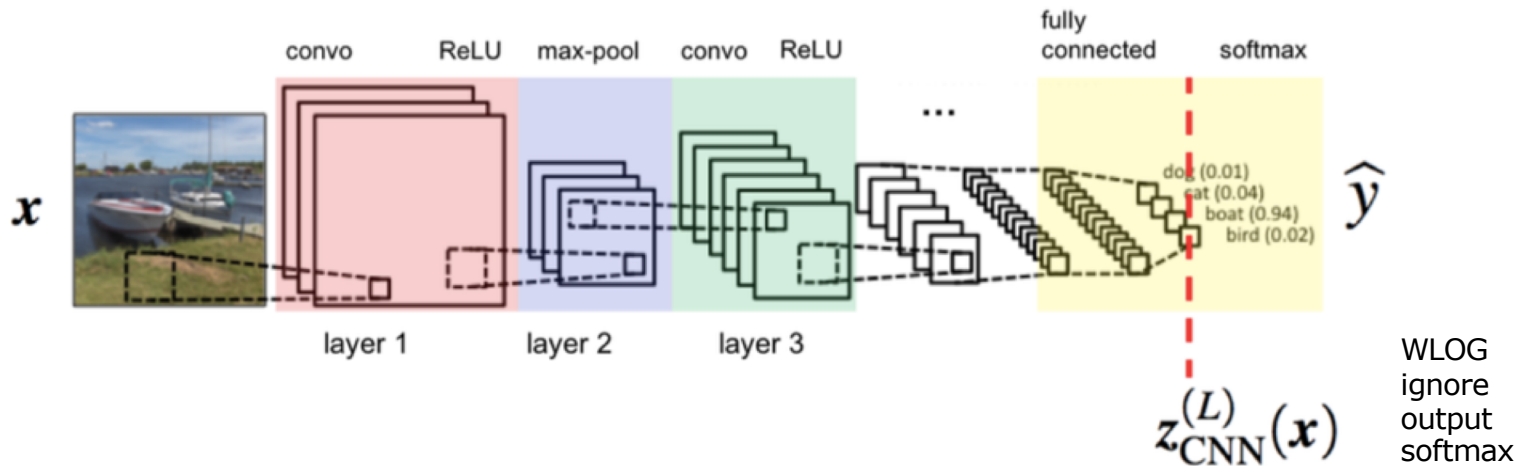 fully
convo ReLU max-pool convo ReLU connected softmax
...
dog (0.01)
cat (0.04)
boat (0.94)
bird (0.02)
x ŷ
layer 1 layer 2 layer 3
WLOG
ignore
output
softmax
z_CNN^(L)(x)